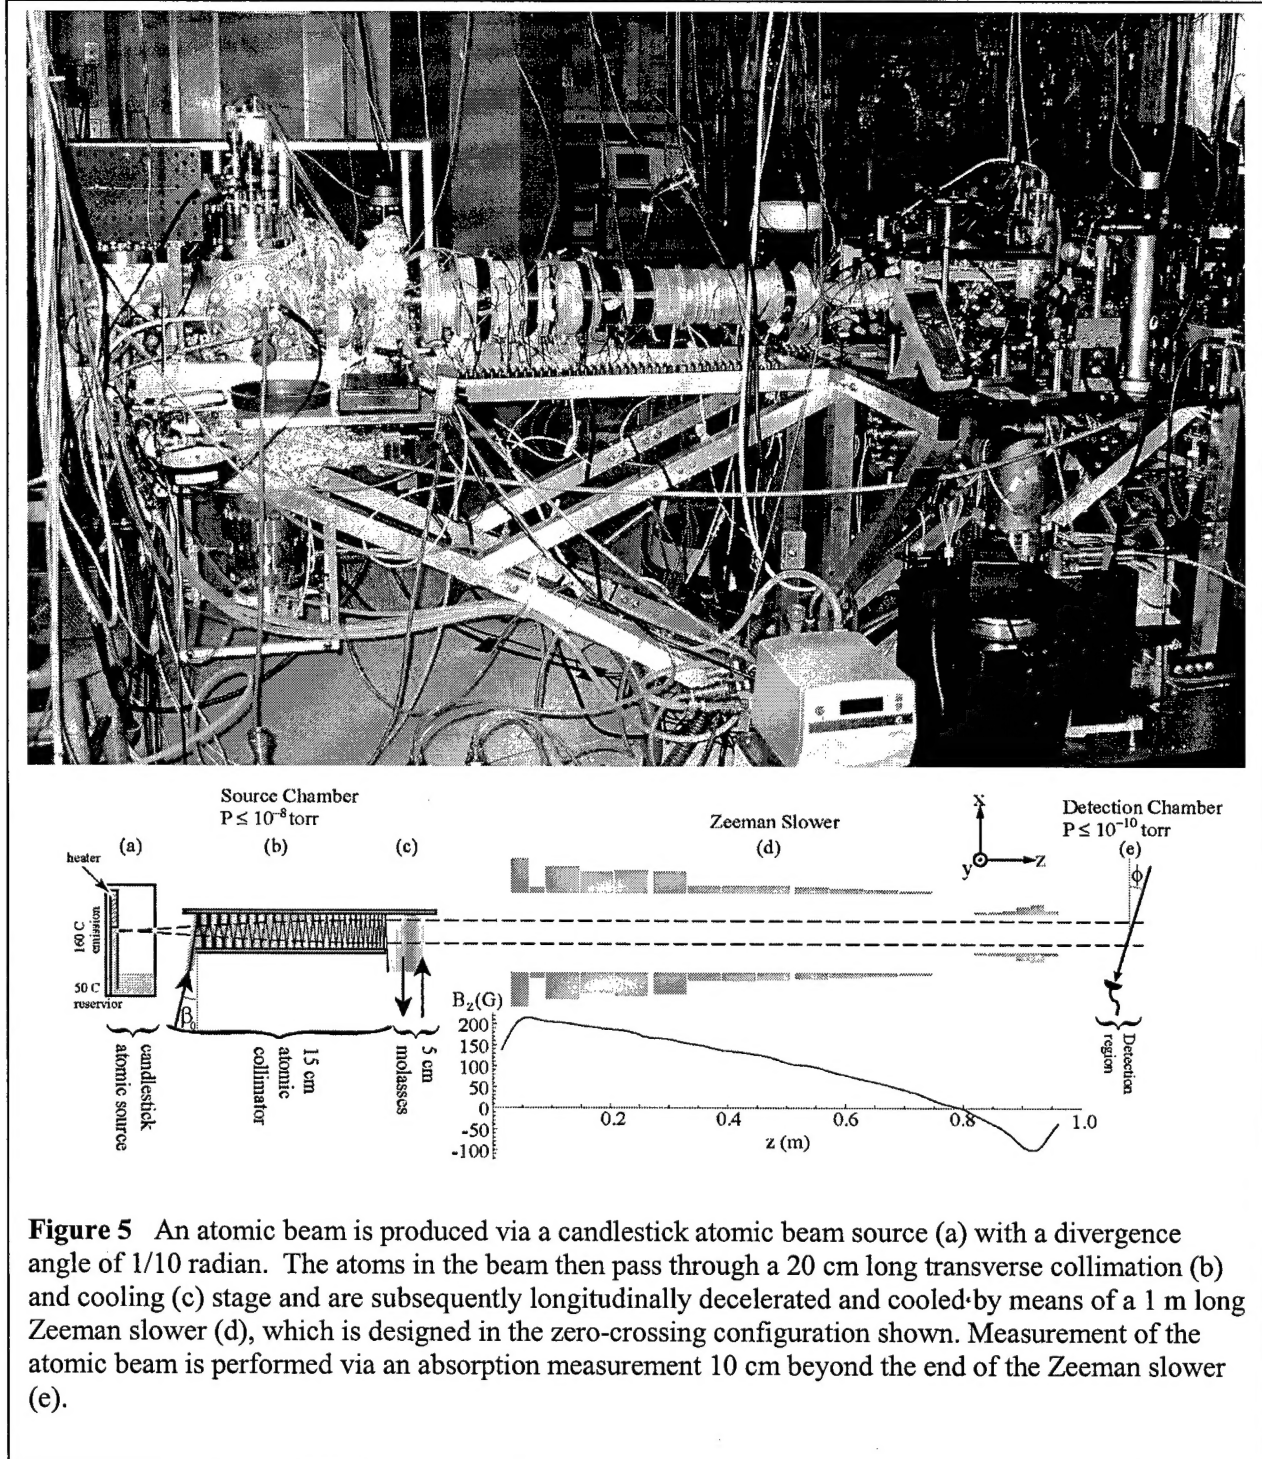 Source Chamber
P ≤ 10⁻⁸ torr
Zeeman Slower
Detection Chamber
P ≤ 10⁻¹⁰ torr
(a)
(b)
(c)
(d)
(e)
heater
160 C
emission
50 C
reservior
β₀
X
y
Z
ϕ
candlestick
atomic source
15 cm
atomic
collimator
5 cm
molasses
Detection
region
B_z(G)
200
150
100
50
0
-50
-100
0.2
0.4
0.6
0.8
1.0
z (m)
Figure 5 An atomic beam is produced via a candlestick atomic beam source (a) with a divergence
angle of 1/10 radian. The atoms in the beam then pass through a 20 cm long transverse collimation (b)
and cooling (c) stage and are subsequently longitudinally decelerated and cooled by means of a 1 m long
Zeeman slower (d), which is designed in the zero-crossing configuration shown. Measurement of the
atomic beam is performed via an absorption measurement 10 cm beyond the end of the Zeeman slower
(e).